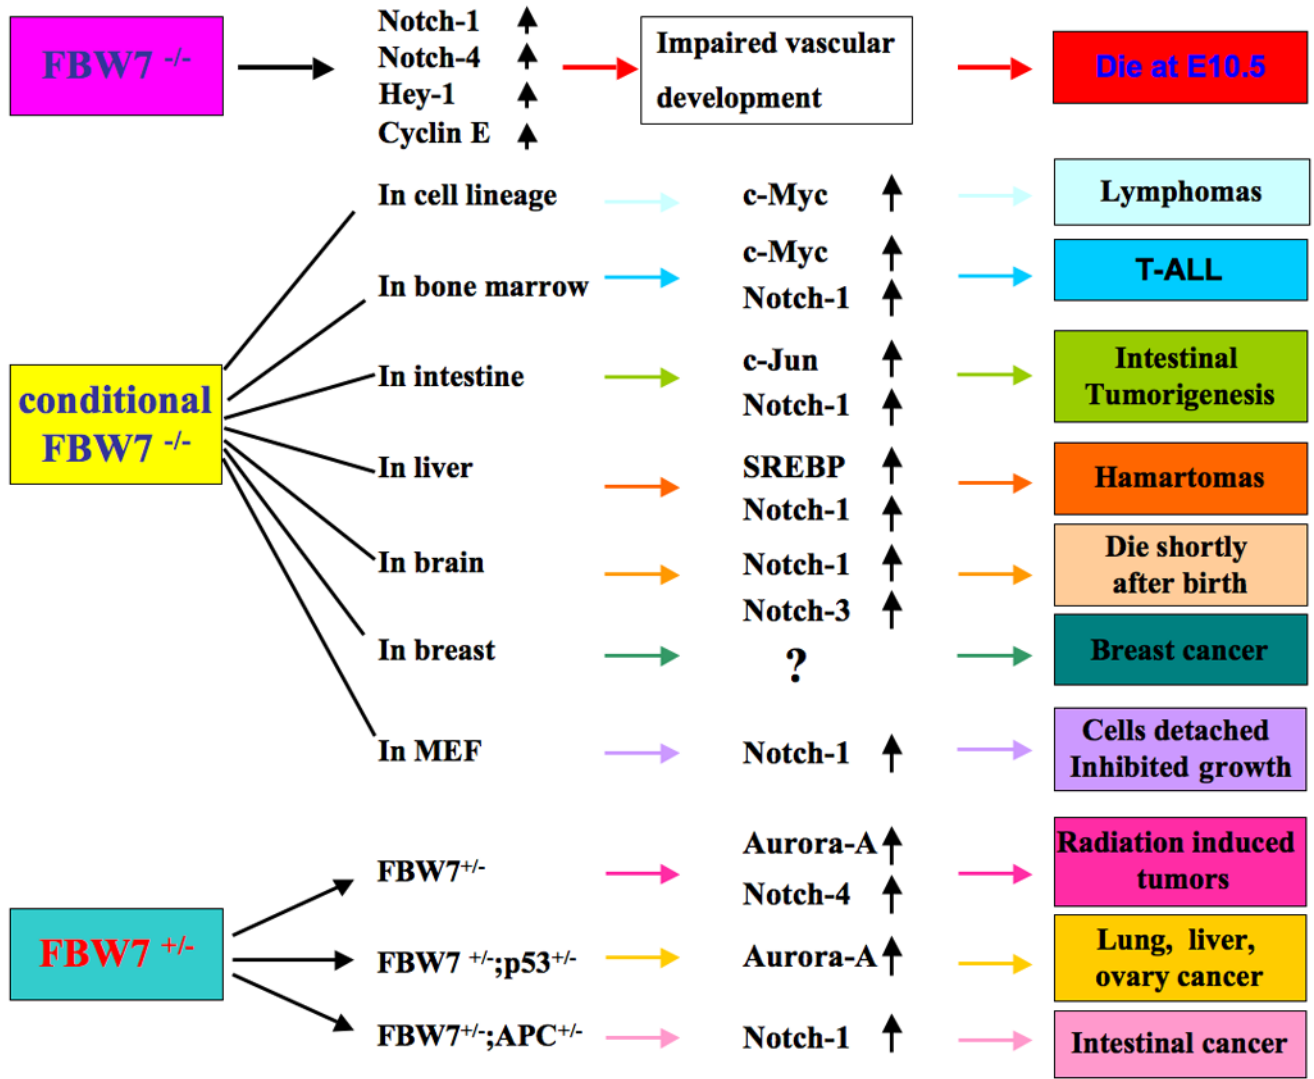 FBW7 -/-
Notch-1
Notch-4
Hey-1
Cyclin E
Impaired vascular
development
Die at E10.5
conditional
FBW7 -/-
In cell lineage
c-Myc
Lymphomas
In bone marrow
c-Myc
Notch-1
T-ALL
In intestine
c-Jun
Notch-1
Intestinal
Tumorigenesis
In liver
SREBP
Notch-1
Hamartomas
In brain
Notch-1
Notch-3
Die shortly
after birth
In breast
?
Breast cancer
In MEF
Notch-1
Cells detached
Inhibited growth
FBW7 +/-
FBW7+/-
Aurora-A
Notch-4
Radiation induced
tumors
FBW7 +/-;p53+/-
Aurora-A
Lung, liver,
ovary cancer
FBW7+/-;APC+/-
Notch-1
Intestinal cancer